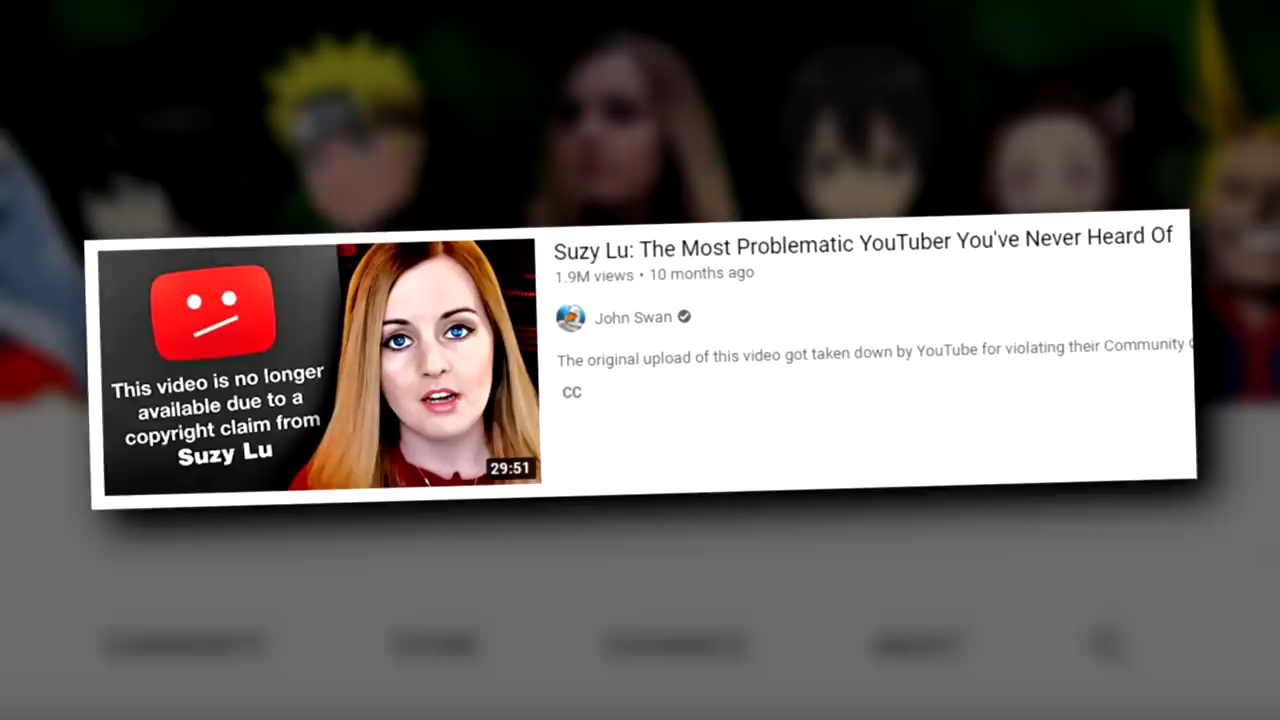 This video is no longer
available due to a
copyright claim from
Suzy Lu
29:51
Suzy Lu: The Most Problematic YouTuber You've Never Heard Of
1.9M views • 10 months ago
John Swan
The original upload of this video got taken down by YouTube for violating their Community
CC